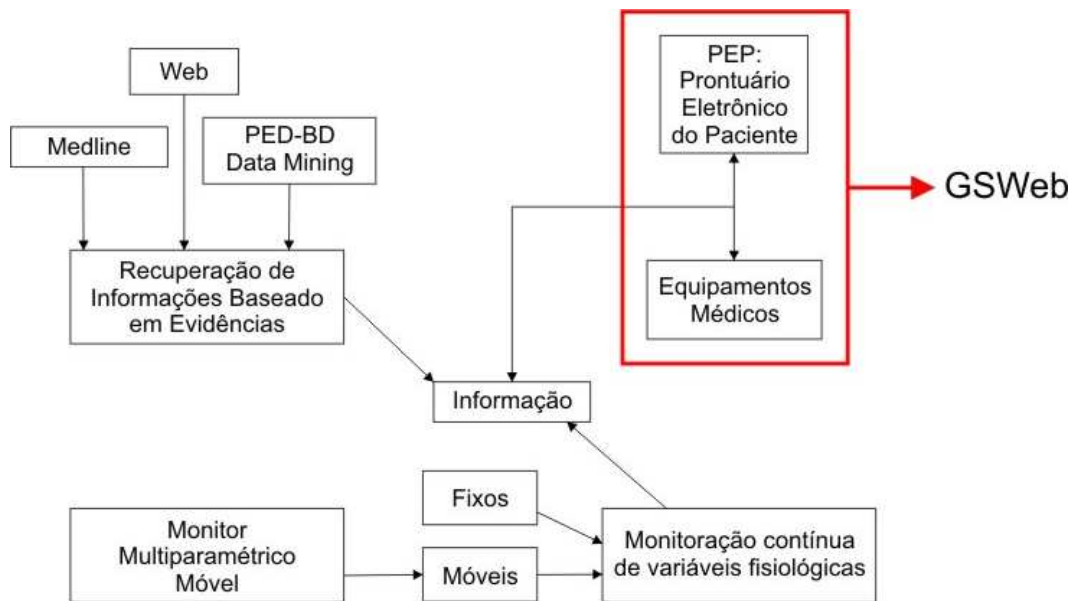 Web
Medline
PED-BD
Data Mining
PEP:
Prontuário
Eletrônico
do Paciente
GSWeb
Recuperação de
Informações Baseado
em Evidências
Equipamentos
Médicos
Informação
Fixos
Monitor
Multiparamétrico
Móvel
Móveis
Monitoração contínua
de variáveis fisiológicas